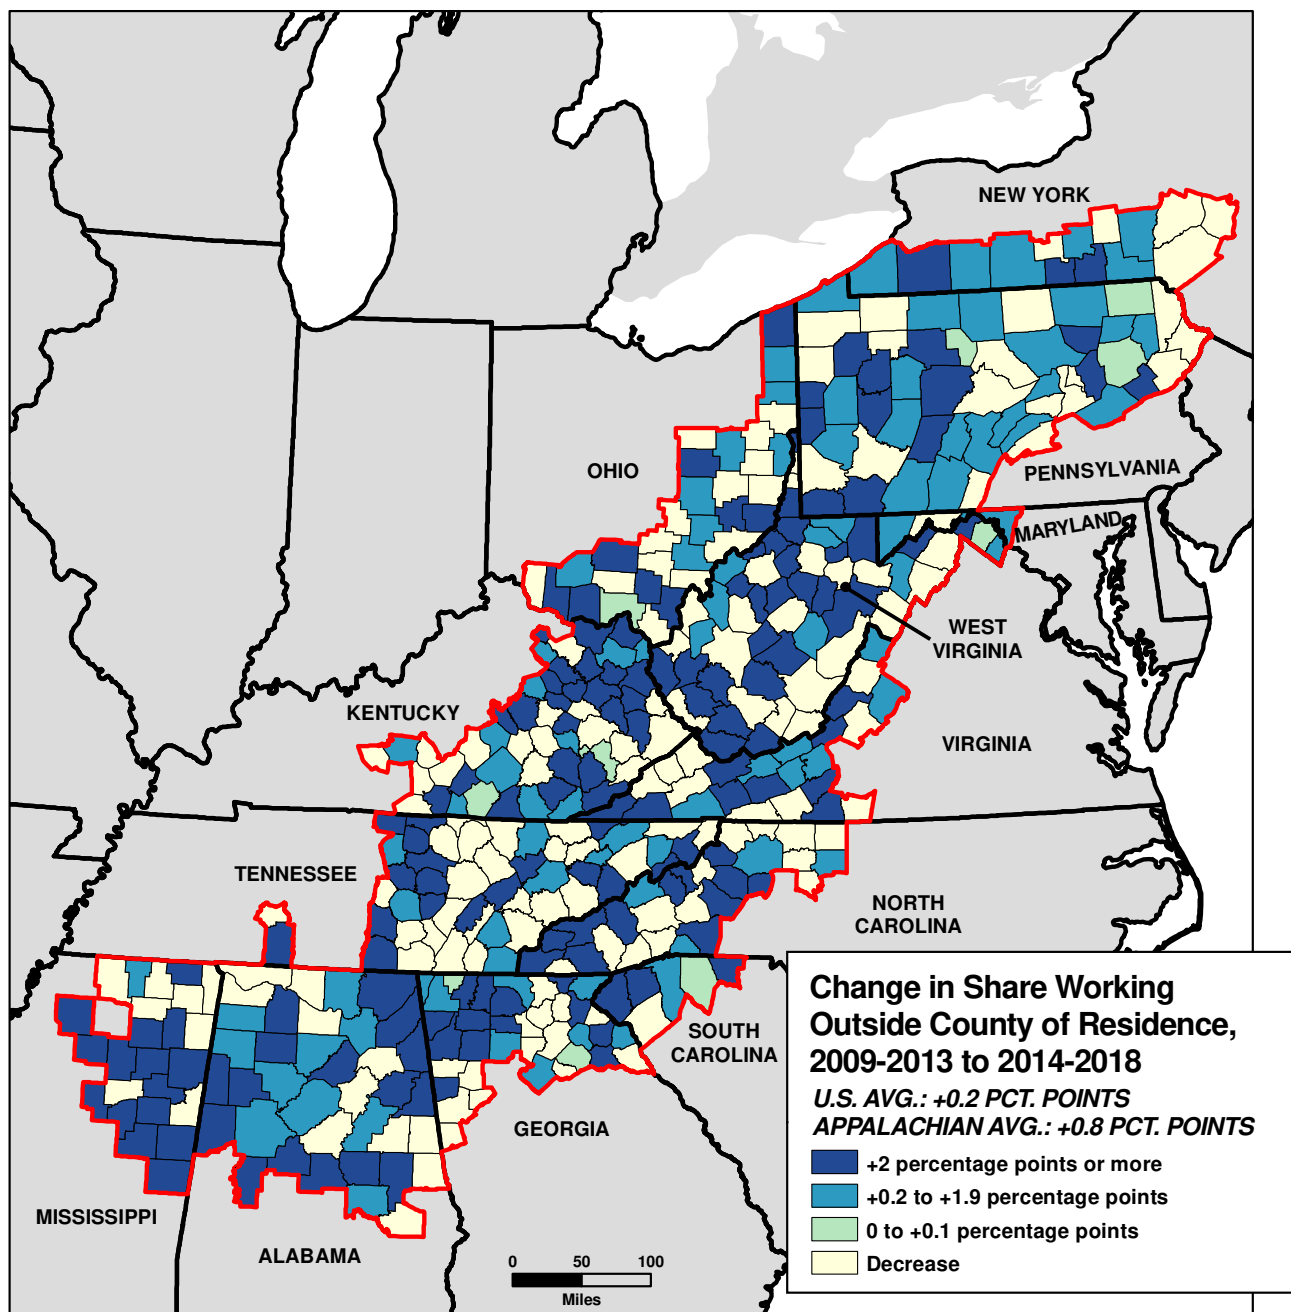 NEW YORK
OHIO
PENNSYLVANIA
MARYLAND
WEST
VIRGINIA
KENTUCKY
VIRGINIA
TENNESSEE
NORTH
CAROLINA
SOUTH
CAROLINA
GEORGIA
MISSISSIPPI
ALABAMA
Change in Share Working
Outside County of Residence,
2009-2013 to 2014-2018
U.S. AVG.: +0.2 PCT. POINTS
APPALACHIAN AVG.: +0.8 PCT. POINTS
+2 percentage points or more
+0.2 to +1.9 percentage points
0 to +0.1 percentage points
Decrease
0 50 100
Miles